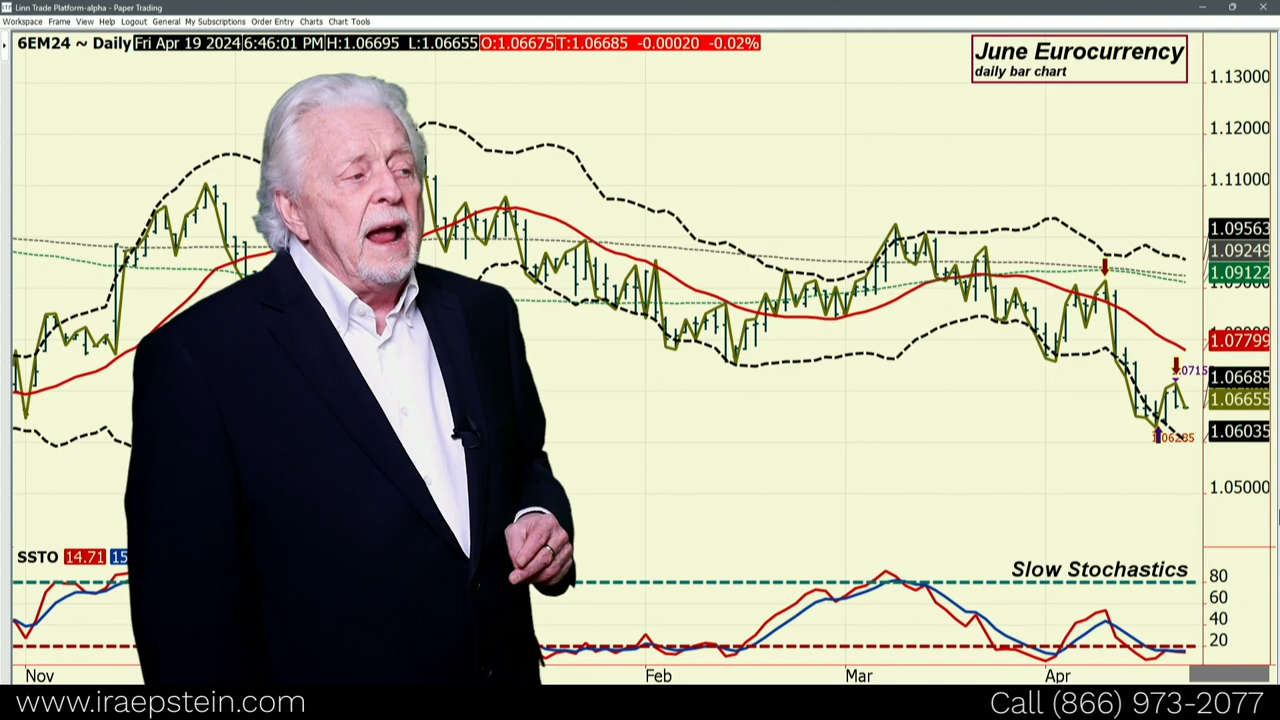 Linn Trade Platform-alpha - Paper Trading
Workspace Frame View Help Logout General My Subscriptions Order Entry Charts Chart Tools
6EM24 ~ Daily Fri Apr 19 2024 6:46:01 PM H:1.06695 L:1.06655 O:1.06675 T:1.06685 -0.00020 -0.02%
June Eurocurrency
daily bar chart
1.13000
1.12000
1.11000
1.09563
1.09249
1.09122
1.07799
1.06685
1.06655
1.06035
1.06285
1.05000
SSTO 14.71 15
Slow Stochastics
80
60
40
20
Nov Feb Mar Apr
www.iraepstein.com Call (866) 973-2077